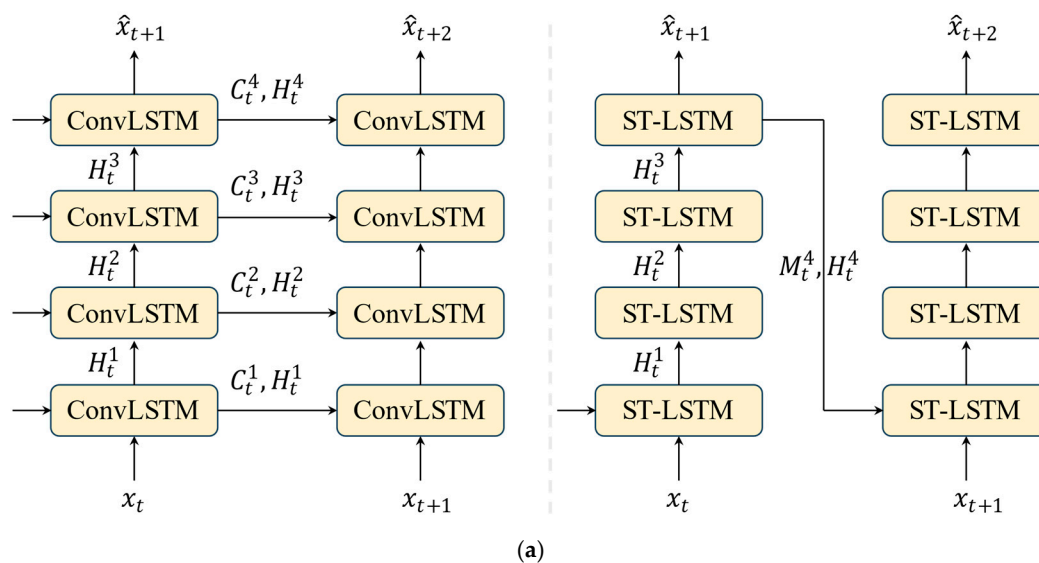 x̂_{t+1} x̂_{t+2} x̂_{t+1} x̂_{t+2}
C_t^4, H_t^4
ConvLSTM ConvLSTM ST-LSTM ST-LSTM
H_t^3 C_t^3, H_t^3 H_t^3
ConvLSTM ConvLSTM ST-LSTM ST-LSTM
H_t^2 C_t^2, H_t^2 H_t^2 M_t^4, H_t^4
ConvLSTM ConvLSTM ST-LSTM ST-LSTM
H_t^1 C_t^1, H_t^1 H_t^1
ConvLSTM ConvLSTM ST-LSTM ST-LSTM
x_t x_{t+1} x_t x_{t+1}
(a)